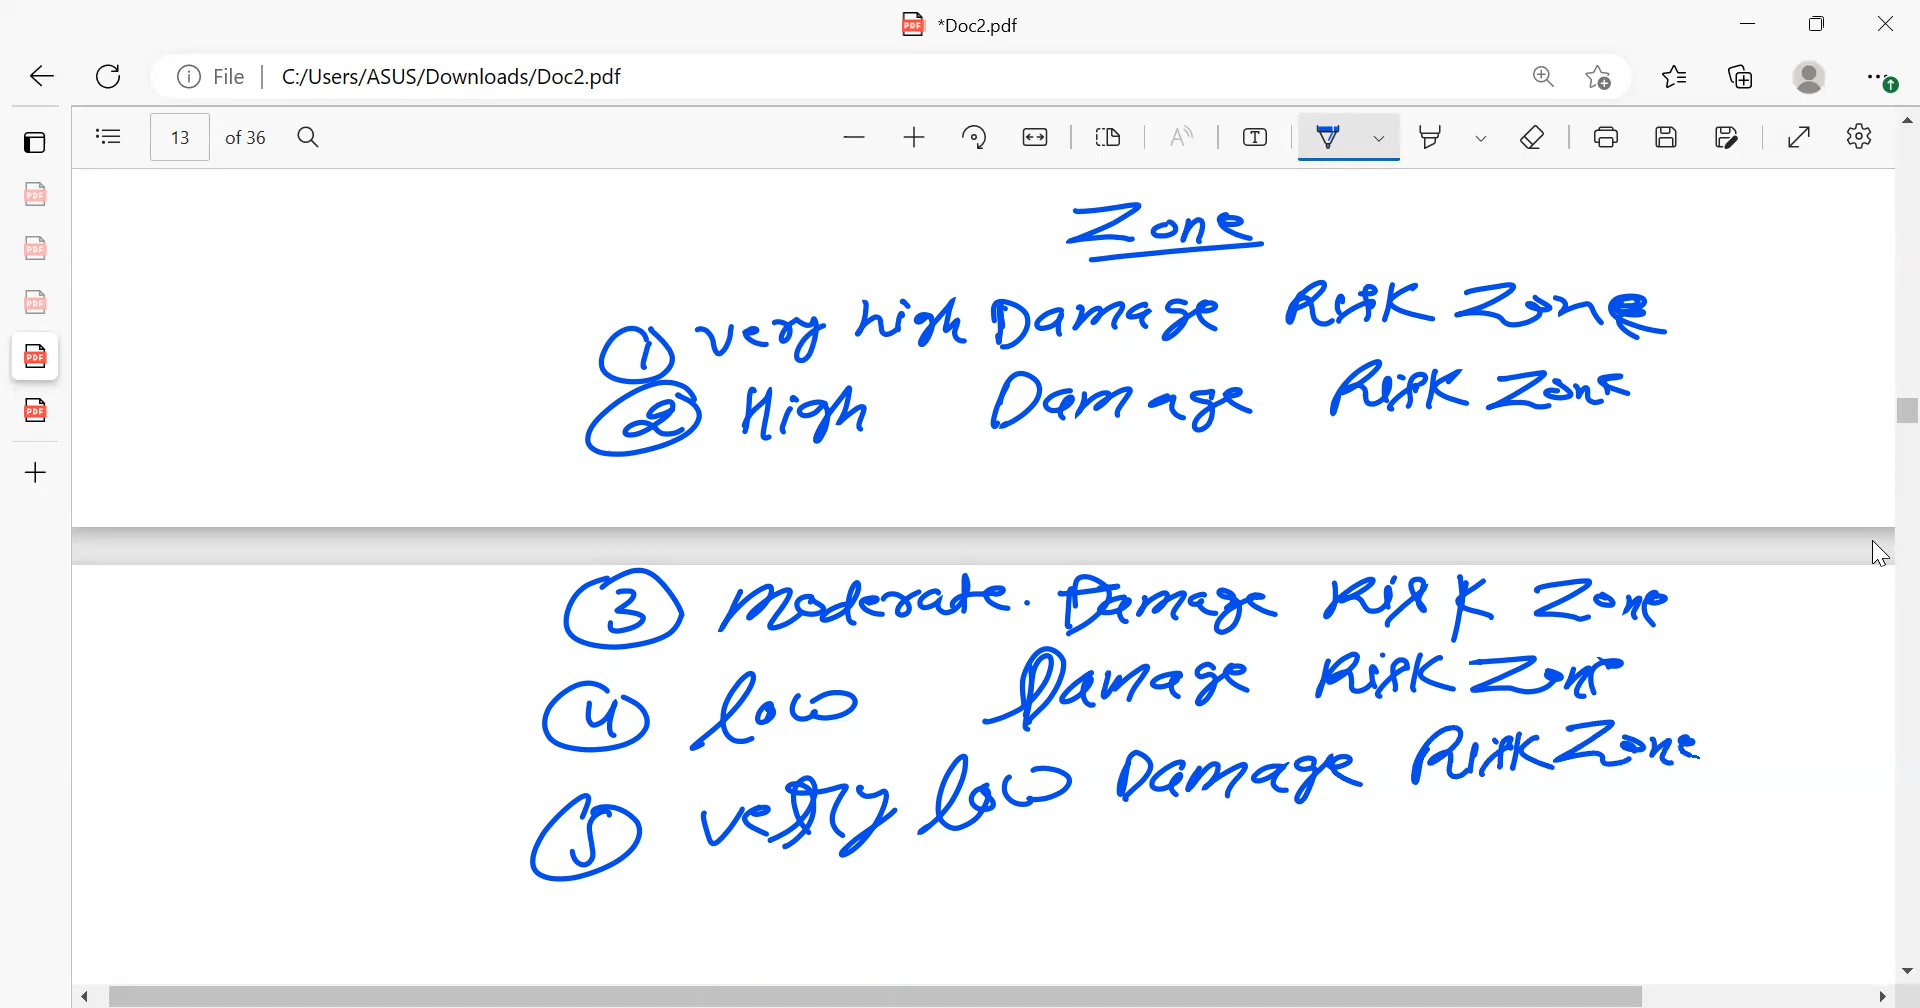 *Doc2.pdf
File C:/Users/ASUS/Downloads/Doc2.pdf
13 of 36
Zone
① very high Damage Risk Zone
② High Damage Risk Zone
③ Moderate. Damage Risk Zone
④ low Damage Risk Zone
⑤ very low Damage Risk Zone